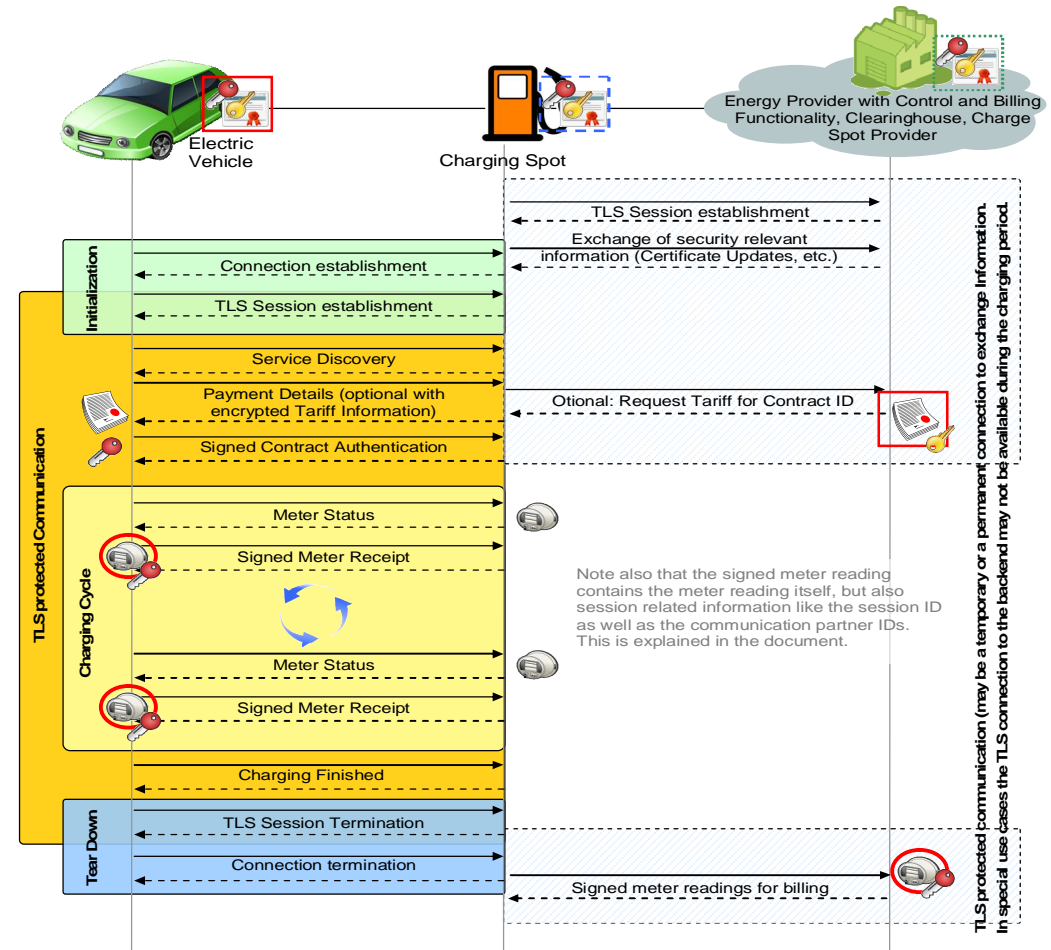 Electric
Vehicle
Charging Spot
Energy Provider with Control and Billing
Functionality, Clearinghouse, Charge
Spot Provider
TLS Session establishment
Exchange of security relevant
information (Certificate Updates, etc.)
Initialization
Connection establishment
TLS Session establishment
TLS protected Communication
Service Discovery
Payment Details (optional with
encrypted Tariff Information)
Otional: Request Tariff for Contract ID
Signed Contract Authentication
Charging Cycle
Meter Status
Signed Meter Receipt
Note also that the signed meter reading
contains the meter reading itself, but also
session related information like the session ID
as well as the communication partner IDs.
This is explained in the document.
Meter Status
Signed Meter Receipt
Charging Finished
Tear Down
TLS Session Termination
Connection termination
Signed meter readings for billing
TLS protected communication (may be a temporary or a permanent connection to exchange Information.
In special use cases the TLS connection to the backend may not be available during the charging period.